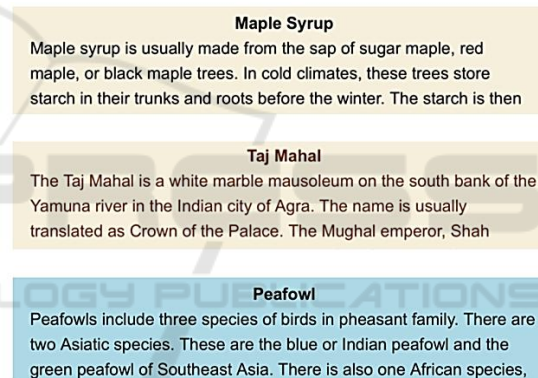 Maple Syrup
Maple syrup is usually made from the sap of sugar maple, red
maple, or black maple trees. In cold climates, these trees store
starch in their trunks and roots before the winter. The starch is then
Taj Mahal
The Taj Mahal is a white marble mausoleum on the south bank of the
Yamuna river in the Indian city of Agra. The name is usually
translated as Crown of the Palace. The Mughal emperor, Shah
LOGY PUBLICATIONS
Peafowl
Peafowls include three species of birds in pheasant family. There are
two Asiatic species. These are the blue or Indian peafowl and the
green peafowl of Southeast Asia. There is also one African species,